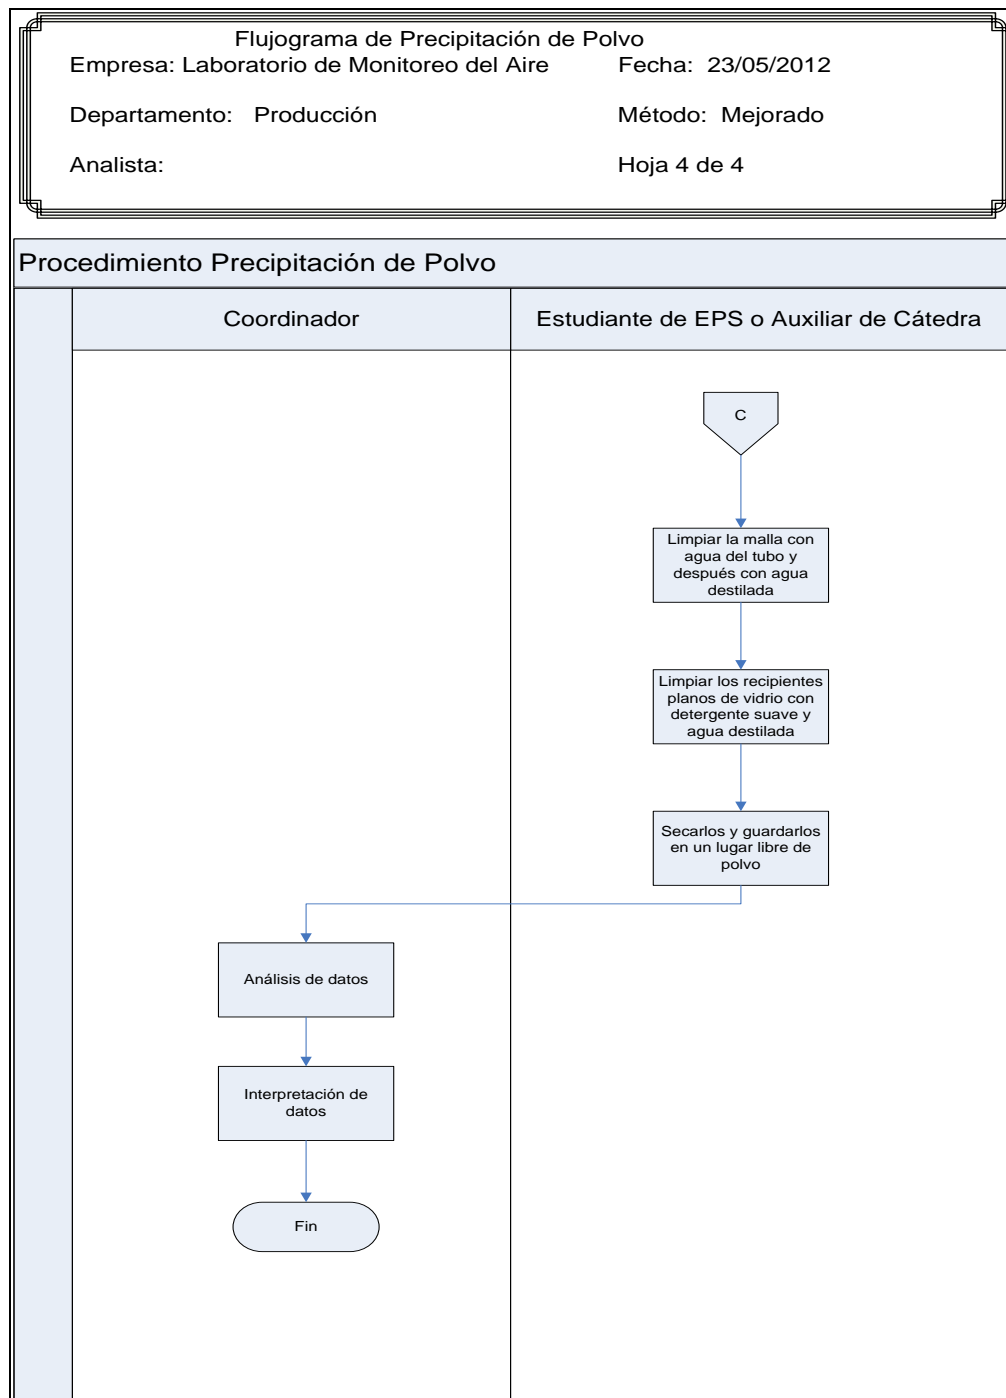 Flujograma de Precipitación de Polvo
Empresa: Laboratorio de Monitoreo del Aire Fecha: 23/05/2012
Departamento: Producción Método: Mejorado
Analista: Hoja 4 de 4
Procedimiento Precipitación de Polvo
Coordinador Estudiante de EPS o Auxiliar de Cátedra
C
Limpiar la malla con
agua del tubo y
después con agua
destilada
Limpiar los recipientes
planos de vidrio con
detergente suave y
agua destilada
Secarlos y guardarlos
en un lugar libre de
polvo
Análisis de datos
Interpretación de
datos
Fin